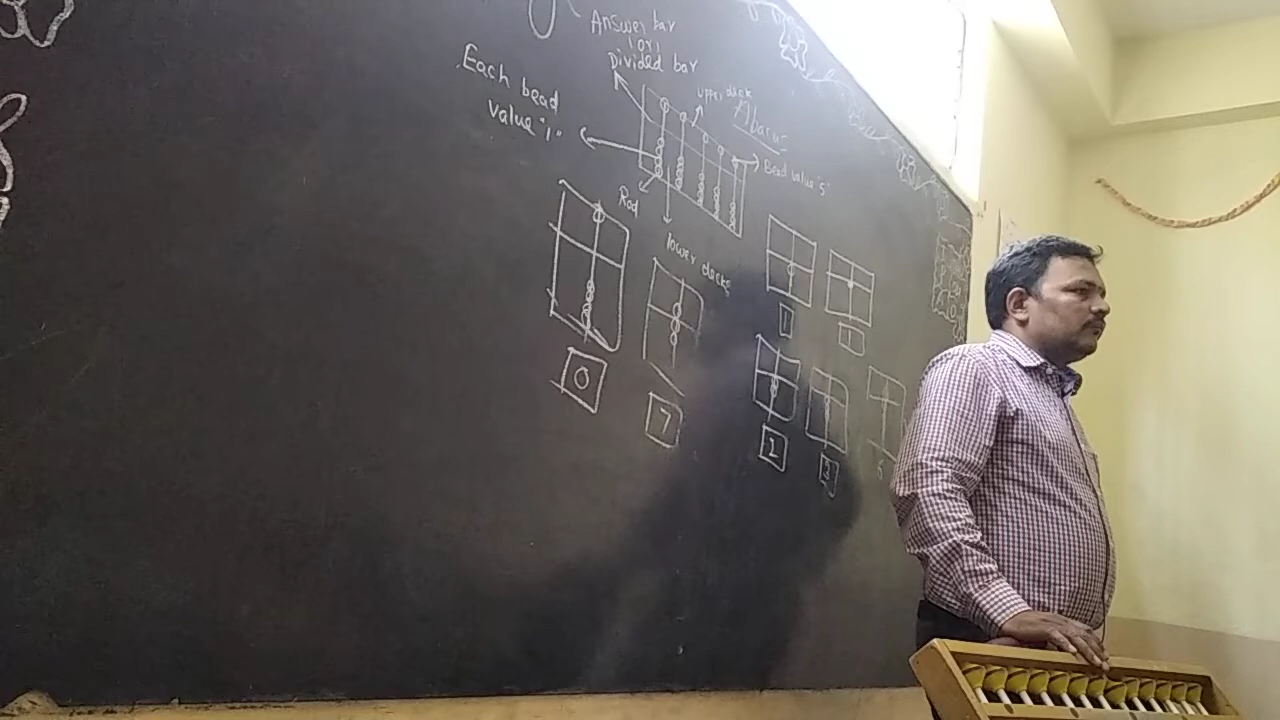 Answer bar
(or)
Divided bar
Each bead
value "1"
Upper deck
Abacus
Bead value "5"
Rod
lower decks
0
7
1
1
2
3